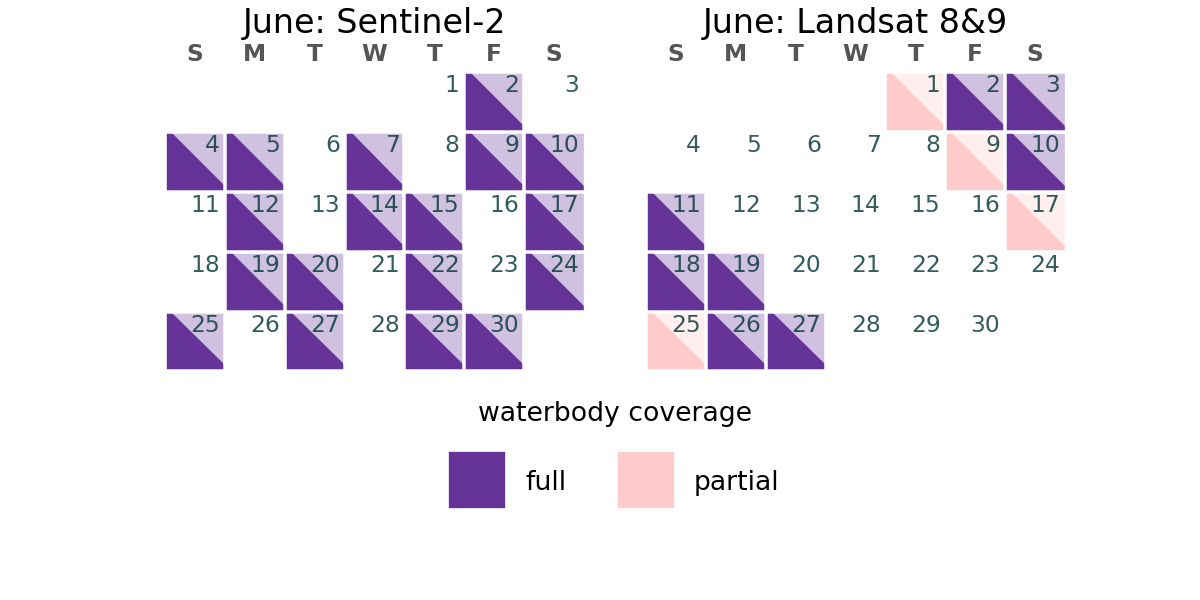 June: Sentinel-2
S M T W T F S
1 2 3
4 5 6 7 8 9 10
11 12 13 14 15 16 17
18 19 20 21 22 23 24
25 26 27 28 29 30
June: Landsat 8&9
S M T W T F S
1 2 3
4 5 6 7 8 9 10
11 12 13 14 15 16 17
18 19 20 21 22 23 24
25 26 27 28 29 30
waterbody coverage
full
partial